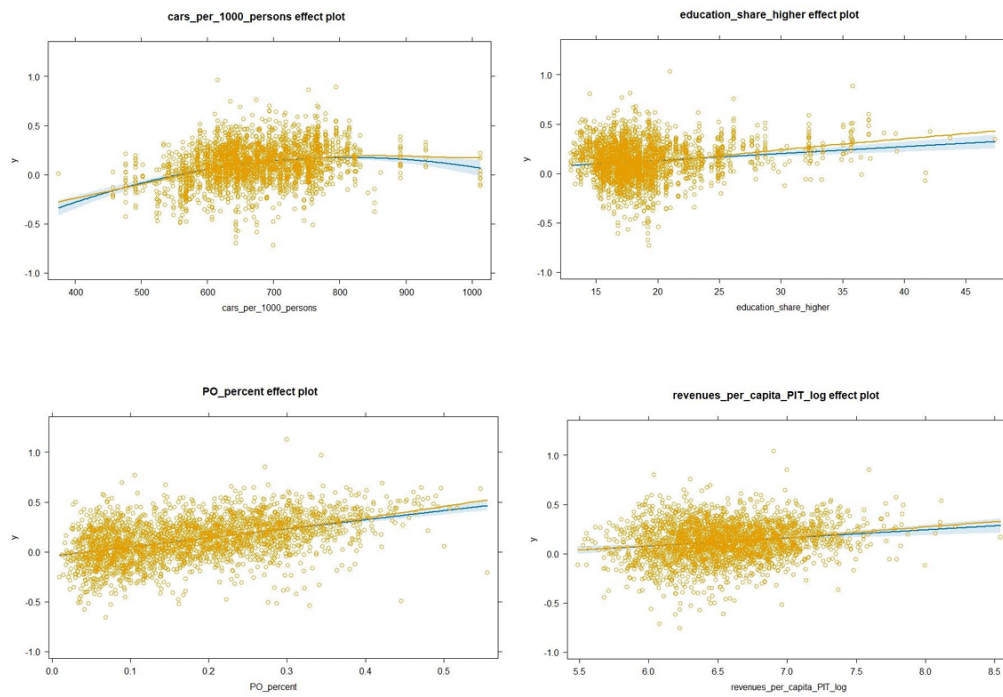 cars_per_1000_persons effect plot
y
1.0
0.5
0.0
-0.5
-1.0
400 500 600 700 800 900 1000
cars_per_1000_persons
education_share_higher effect plot
y
1.0
0.5
0.0
-0.5
-1.0
15 20 25 30 35 40 45
education_share_higher
PO_percent effect plot
y
1.0
0.5
0.0
-0.5
-1.0
0.0 0.1 0.2 0.3 0.4 0.5
PO_percent
revenues_per_capita_PIT_log effect plot
y
1.0
0.5
0.0
-0.5
-1.0
5.5 6.0 6.5 7.0 7.5 8.0 8.5
revenues_per_capita_PIT_log